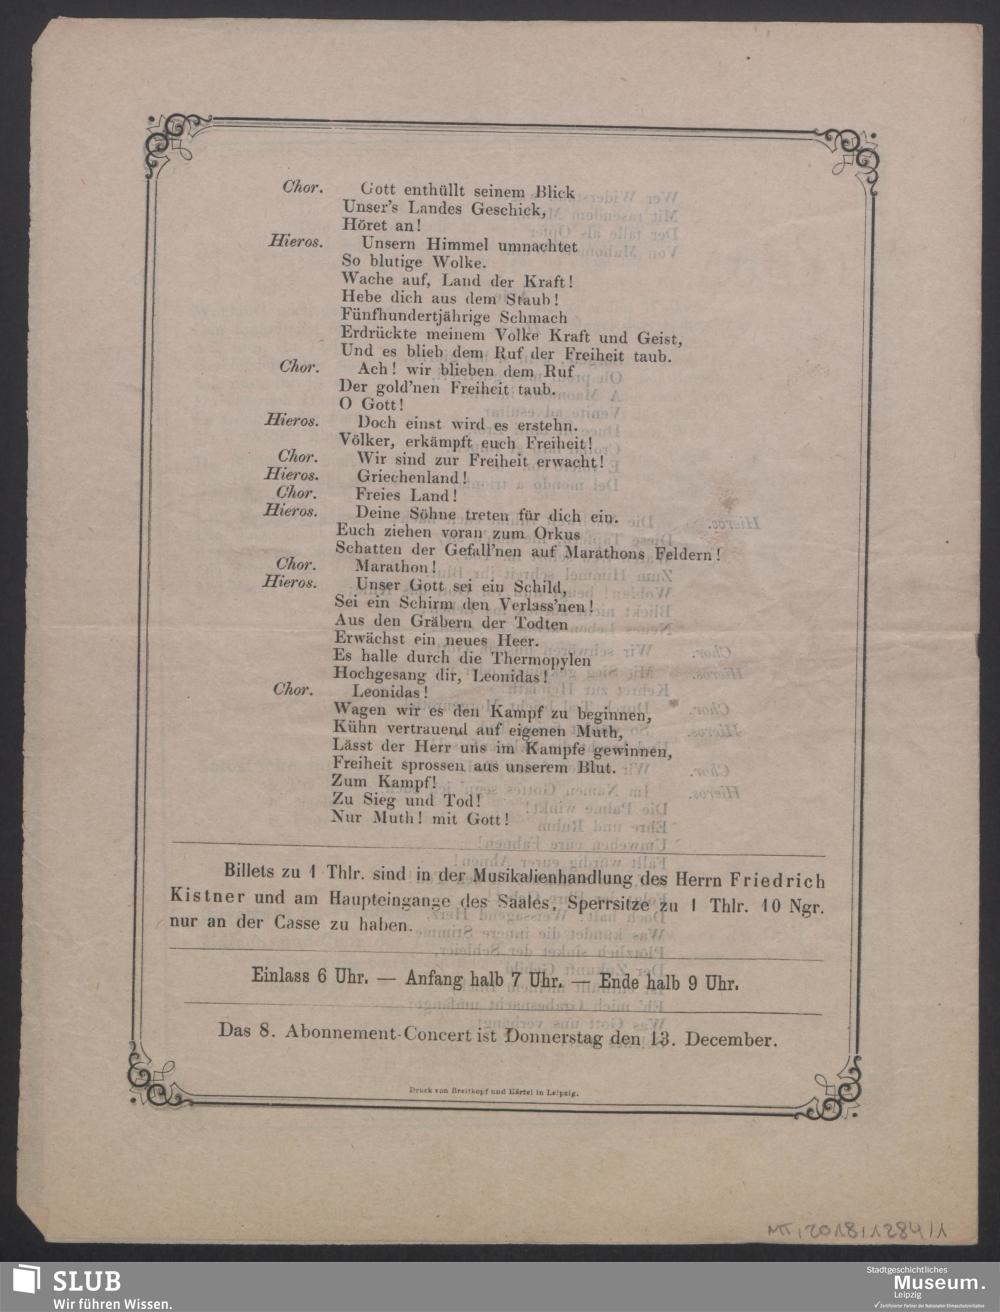 Chor. Gott enthüllt seinem Blick
Unser's Landes Geschick,
Höret an!
Hieros. Unsern Himmel umnachtet
So blutige Wolke.
Wache auf, Land der Kraft!
Hebe dich aus dem Staub!
Fünfhundertjährige Schmach
Erdrückte meinem Volke Kraft und Geist,
Und es blieb dem Ruf der Freiheit taub.
Chor. Ach! wir blieben dem Ruf
Der gold'nen Freiheit taub.
O Gott!
Hieros. Doch einst wird es erstehn.
Völker, erkämpft euch Freiheit!
Chor. Wir sind zur Freiheit erwacht!
Hieros. Griechenland!
Chor. Freies Land!
Hieros. Deine Söhne treten für dich ein.
Euch ziehen voran zum Orkus
Schatten der Gefall'nen auf Marathons Feldern!
Chor. Marathon!
Hieros. Unser Gott sei ein Schild,
Sei ein Schirm den Verlass'nen!
Aus den Gräbern der Todten
Erwächst ein neues Heer.
Es halle durch die Thermopylen
Hochgesang dir, Leonidas!
Chor. Leonidas!
Wagen wir es den Kampf zu beginnen,
Kühn vertrauend auf eigenen Muth,
Lässt der Herr uns im Kampfe gewinnen,
Freiheit sprossen aus unserem Blut.
Zum Kampf!
Zu Sieg und Tod!
Nur Muth! mit Gott!
Billets zu 1 Thlr. sind in der Musikalienhandlung des Herrn Friedrich
Kistner und am Haupteingange des Saales, Sperrsitze zu 1 Thlr. 10 Ngr.
nur an der Casse zu haben.
Einlass 6 Uhr. — Anfang halb 7 Uhr. — Ende halb 9 Uhr.
Das 8. Abonnement-Concert ist Donnerstag den 13. December.
Druck von Breitkopf und Härtel in Leipzig.
MT/2018/1284/1
SLUB
Wir führen Wissen.
Stadtgeschichtliches
Museum.
Leipzig
Zertifizierter Partner der Nationalen Klimaschutzinitiative